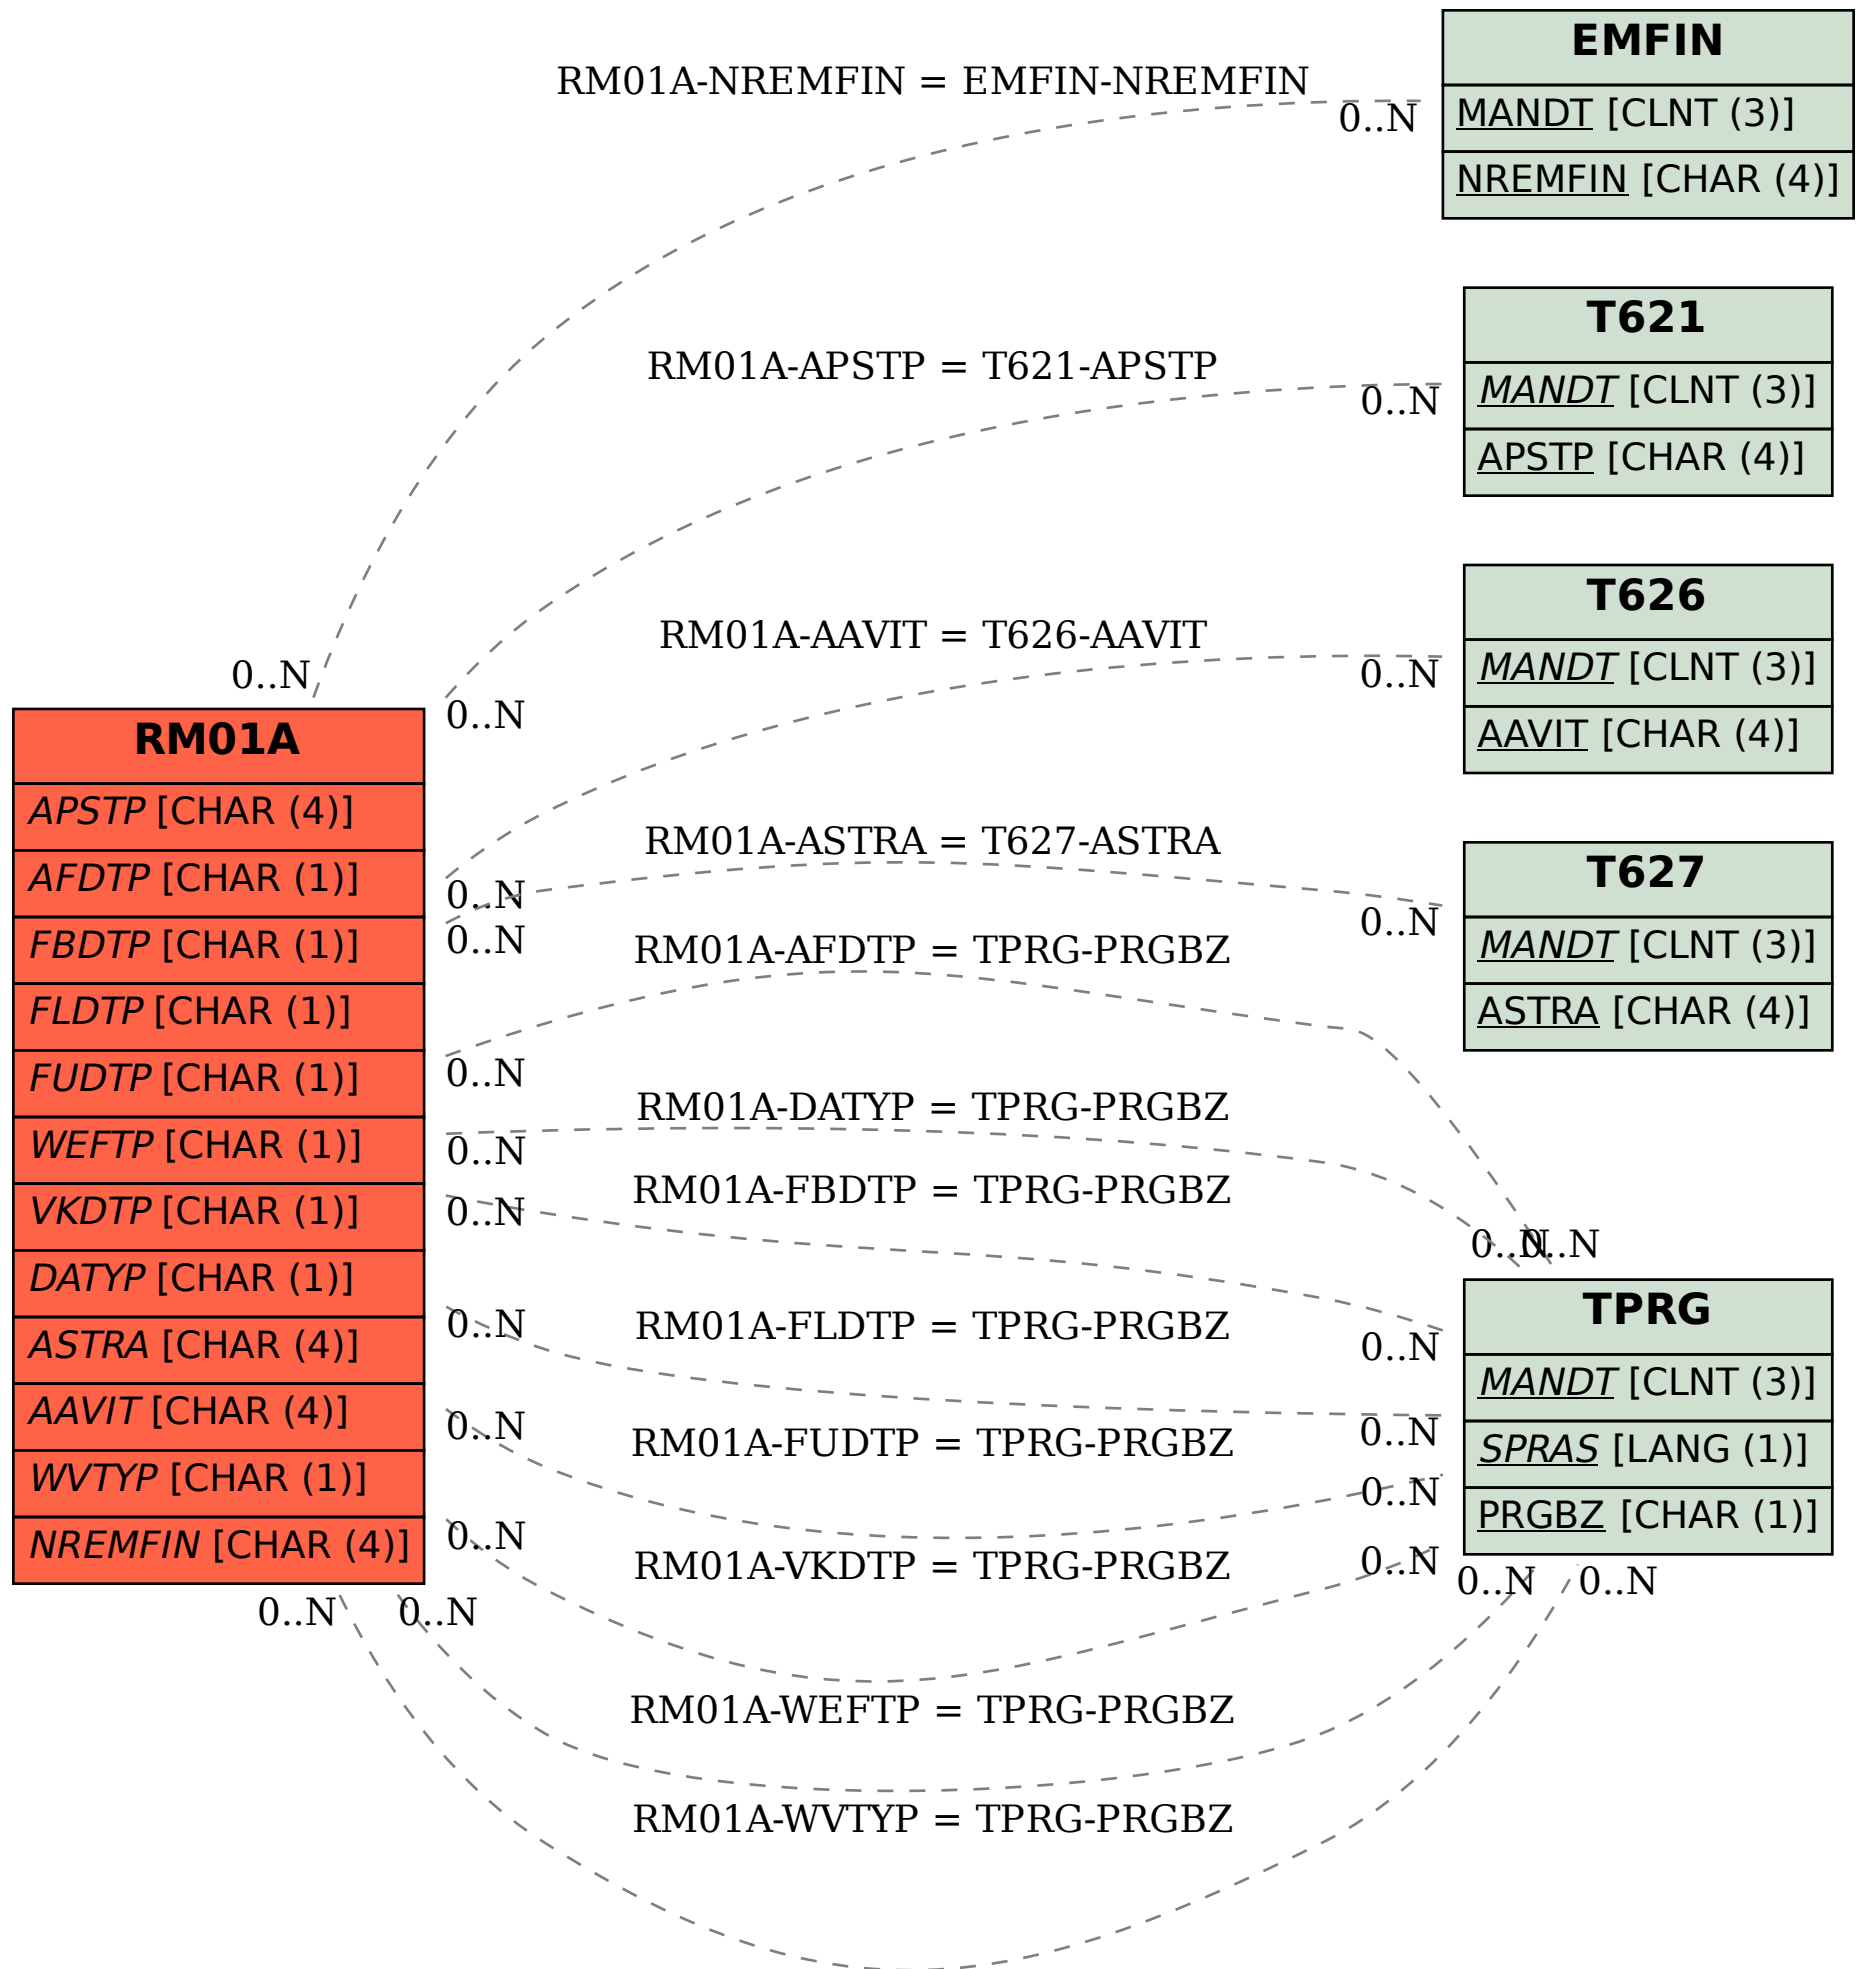 EMFIN
MANDT [CLNT (3)]
NREMFIN [CHAR (4)]
RM01A-NREMFIN = EMFIN-NREMFIN
0..N
0..N
T621
MANDT [CLNT (3)]
APSTP [CHAR (4)]
RM01A-APSTP = T621-APSTP
0..N
0..N
T626
MANDT [CLNT (3)]
AAVIT [CHAR (4)]
RM01A-AAVIT = T626-AAVIT
0..N
0..N
RM01A
APSTP [CHAR (4)]
AFDTP [CHAR (1)]
FBDTP [CHAR (1)]
FLDTP [CHAR (1)]
FUDTP [CHAR (1)]
WEFTP [CHAR (1)]
VKDTP [CHAR (1)]
DATYP [CHAR (1)]
ASTRA [CHAR (4)]
AAVIT [CHAR (4)]
WVTYP [CHAR (1)]
NREMFIN [CHAR (4)]
RM01A-ASTRA = T627-ASTRA
0..N
0..N
T627
MANDT [CLNT (3)]
ASTRA [CHAR (4)]
RM01A-AFDTP = TPRG-PRGBZ
0..N
0..N
RM01A-DATYP = TPRG-PRGBZ
0..N
0..N
RM01A-FBDTP = TPRG-PRGBZ
0..N
0..N
TPRG
MANDT [CLNT (3)]
SPRAS [LANG (1)]
PRGBZ [CHAR (1)]
RM01A-FLDTP = TPRG-PRGBZ
0..N
0..N
RM01A-FUDTP = TPRG-PRGBZ
0..N
0..N
RM01A-VKDTP = TPRG-PRGBZ
0..N
0..N
RM01A-WEFTP = TPRG-PRGBZ
0..N
0..N
RM01A-WVTYP = TPRG-PRGBZ
0..N
0..N